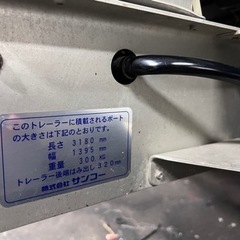 このトレーラーに積載されるボート
の大きさは下記のとおりです。
長さ 3180 mm
幅 1395 mm
重量 300 KG
トレーラー後端はみ出し 320 mm
株式会社 サンコー